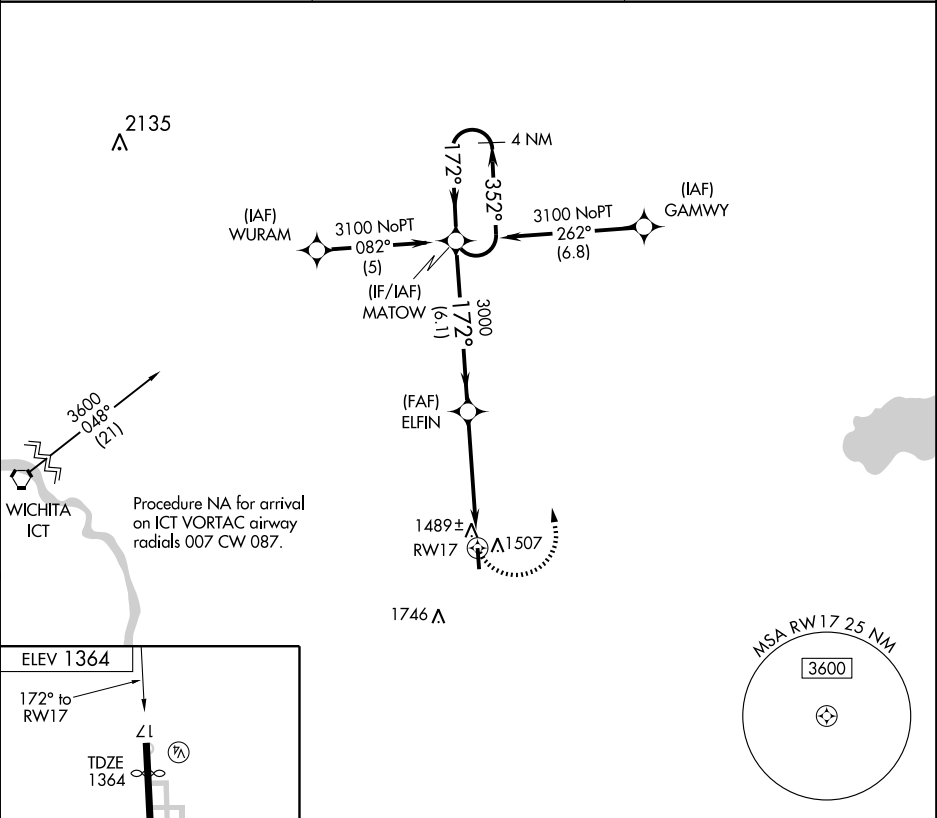 2135
4 NM
172°
352°
(IAF)
WURAM
3100 NoPT
082°
(5)
3100 NoPT
262°
(6.8)
(IAF)
GAMWY
(IF/IAF)
MATOW
3000
172°
(6.1)
(FAF)
ELFIN
3600
048°
(21)
WICHITA
ICT
Procedure NA for arrival
on ICT VORTAC airway
radials 007 CW 087.
1489±
RW17
1507
1746
MSA RW 17 25 NM
3600
ELEV 1364
172° to
RW17
17
V4
TDZE
1364